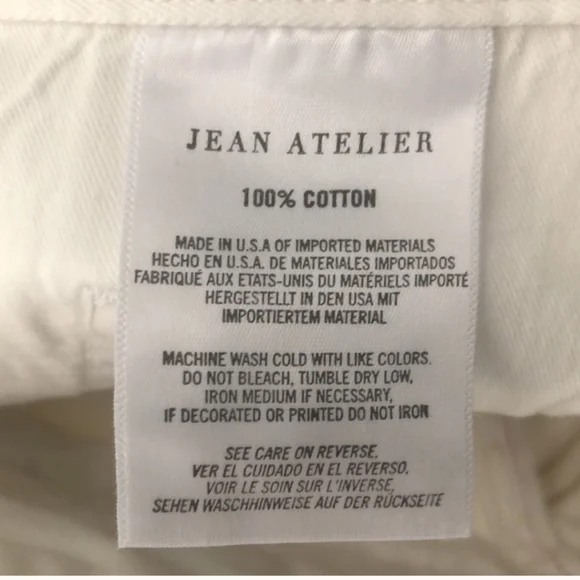 JEAN ATELIER
100% COTTON
MADE IN U.S.A OF IMPORTED MATERIALS
HECHO EN U.S.A. DE MATERIALES IMPORTADOS
FABRIQUÉ AUX ETATS-UNIS DU MATÉRIELS IMPORTÉ
HERGESTELLT IN DEN USA MIT
IMPORTIERTEM MATERIAL
MACHINE WASH COLD WITH LIKE COLORS.
DO NOT BLEACH, TUMBLE DRY LOW,
IRON MEDIUM IF NECESSARY,
IF DECORATED OR PRINTED DO NOT IRON
SEE CARE ON REVERSE.
VER EL CUIDADO EN EL REVERSO.
VOIR LE SOIN SUR L'INVERSE,
SEHEN WASCHHINWEISE AUF DER RÜCKSEITE